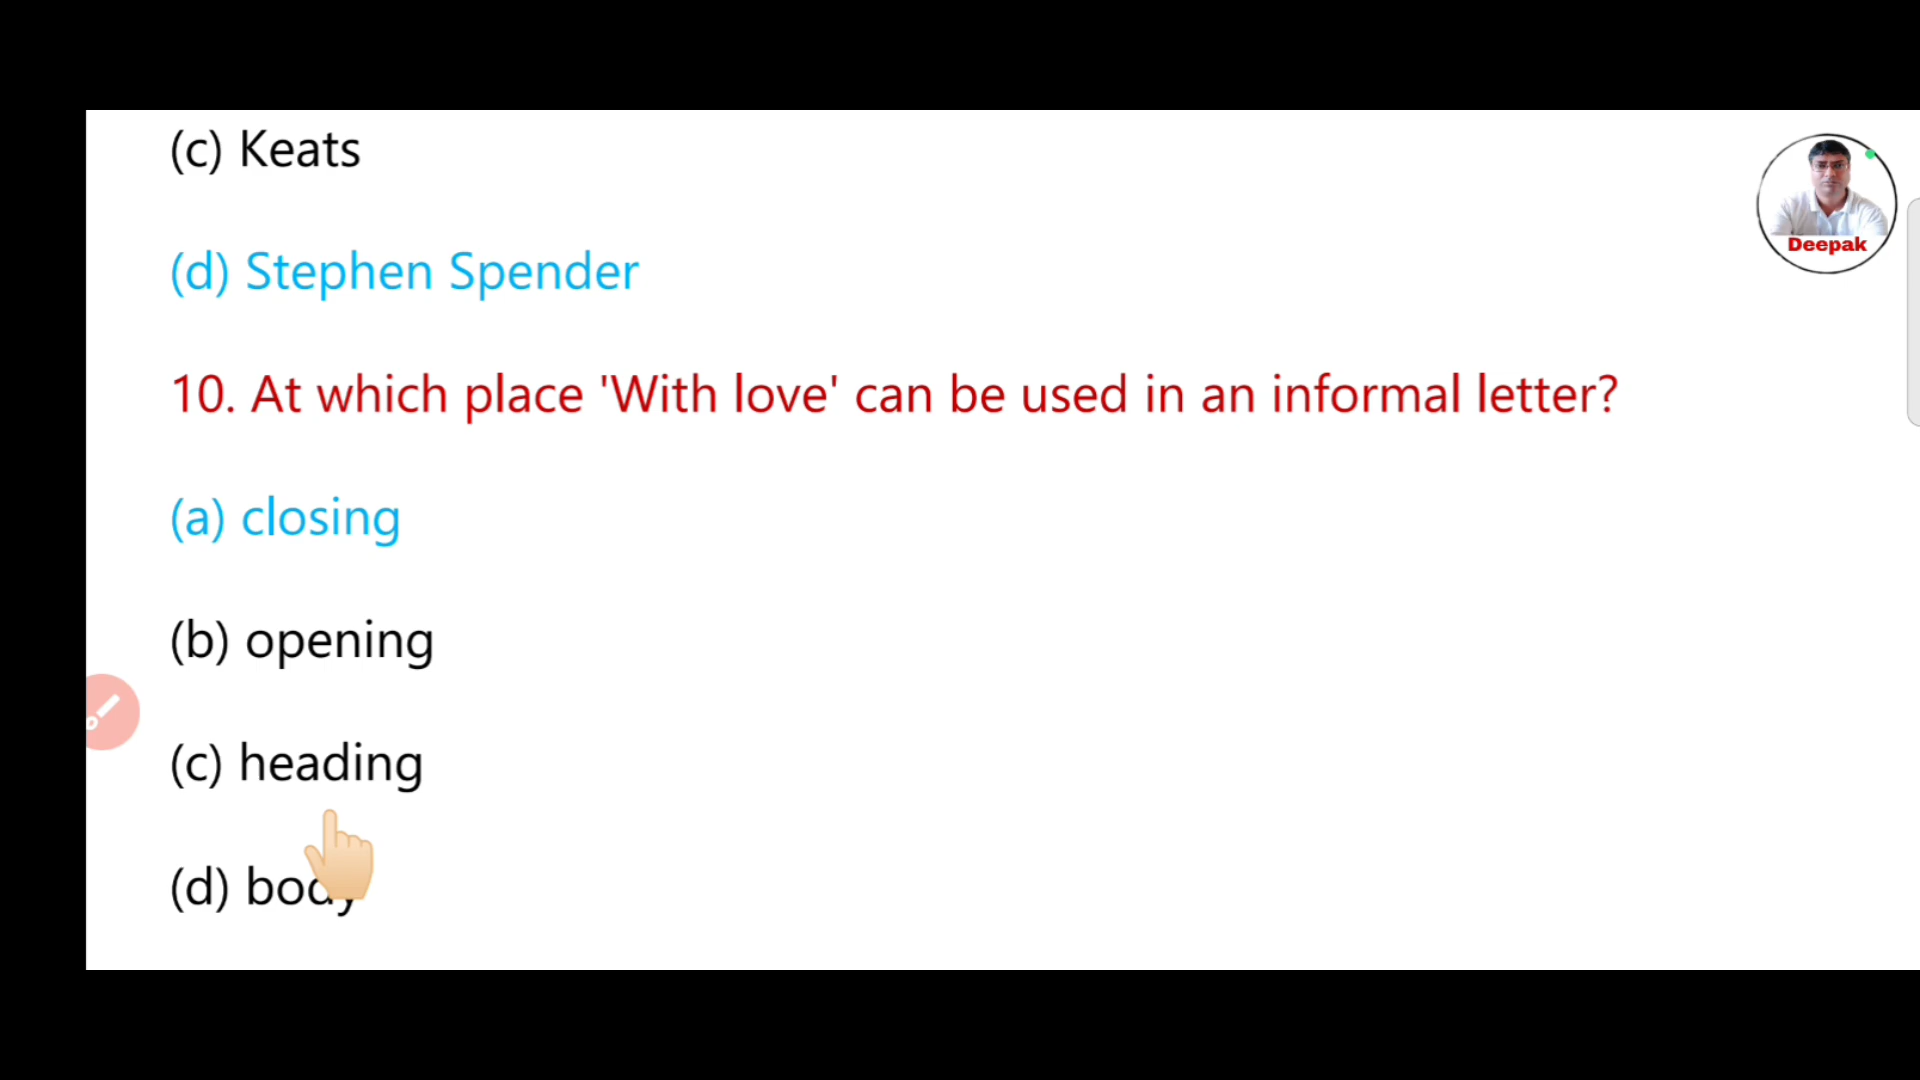 (c) Keats
Deepak
(d) Stephen Spender
10. At which place 'With love' can be used in an informal letter?
(a) closing
(b) opening
(c) heading
(d) body